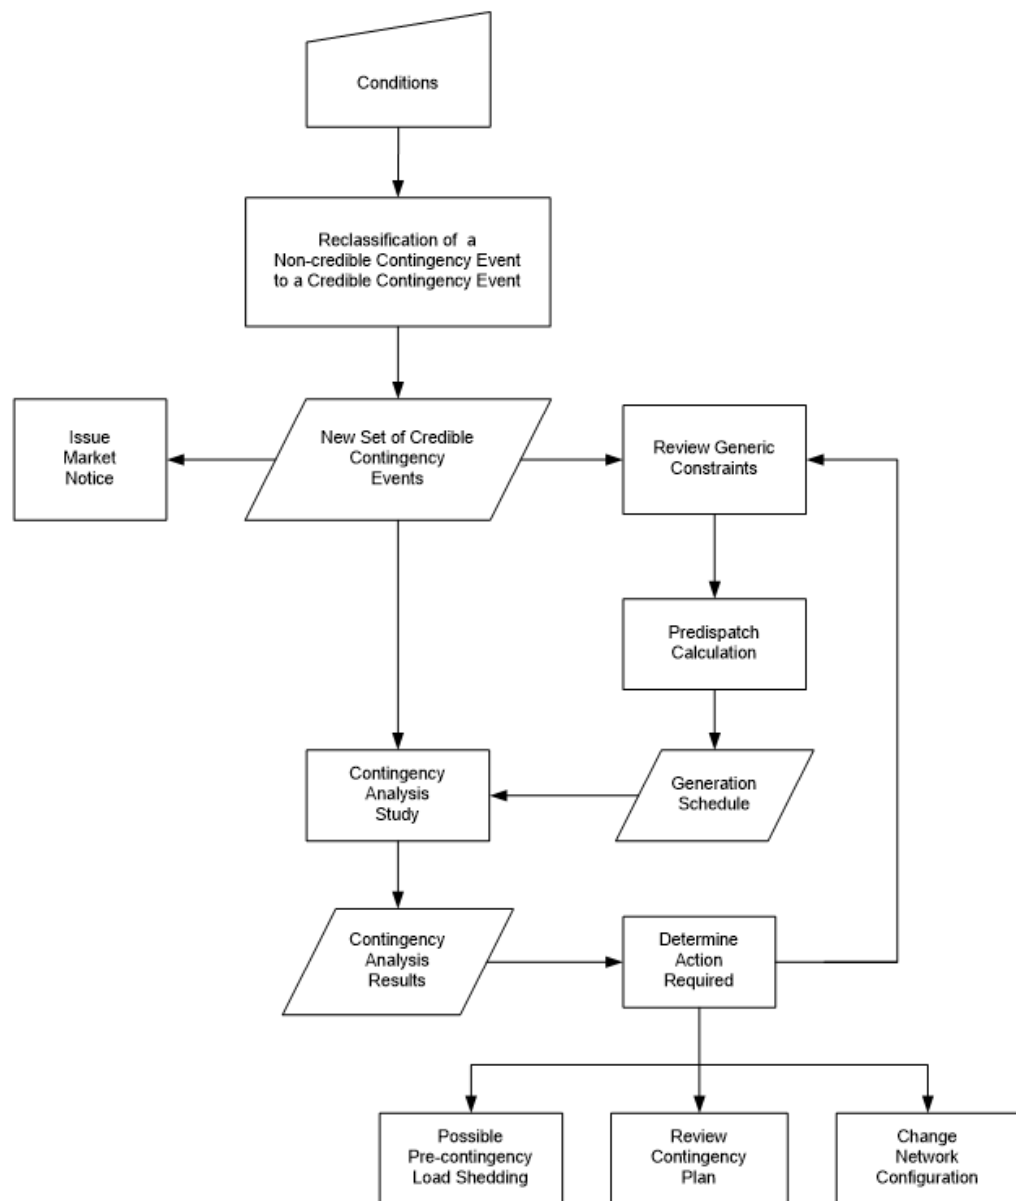 Conditions
Reclassification of a
Non-credible Contingency Event
to a Credible Contingency Event
Issue
Market
Notice
New Set of Credible
Contingency
Events
Review Generic
Constraints
Predispatch
Calculation
Contingency
Analysis
Study
Generation
Schedule
Contingency
Analysis
Results
Determine
Action
Required
Possible
Pre-contingency
Load Shedding
Review
Contingency
Plan
Change
Network
Configuration